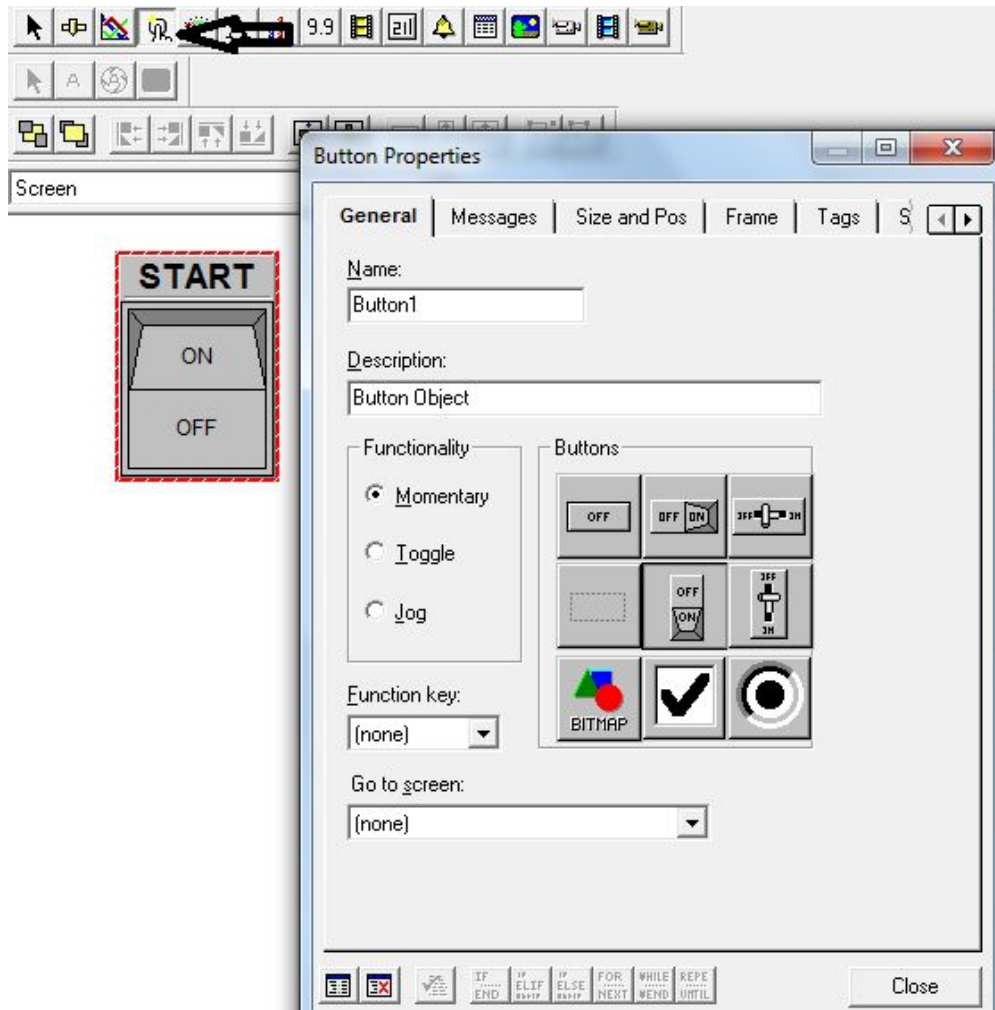 9.9
A
Screen
Button Properties
General
Messages
Size and Pos
Frame
Tags
S
START
ON
OFF
Name:
Button1
Description:
Button Object
Functionality
Momentary
Toggle
Jog
Buttons
OFF
OFF ON
OFF
ON
BITMAP
Function key:
(none)
Go to screen:
(none)
IF
END
IF
ELIF
IF
ELSE
FOR
NEXT
WHILE
WEND
REPE
UNTIL
Close